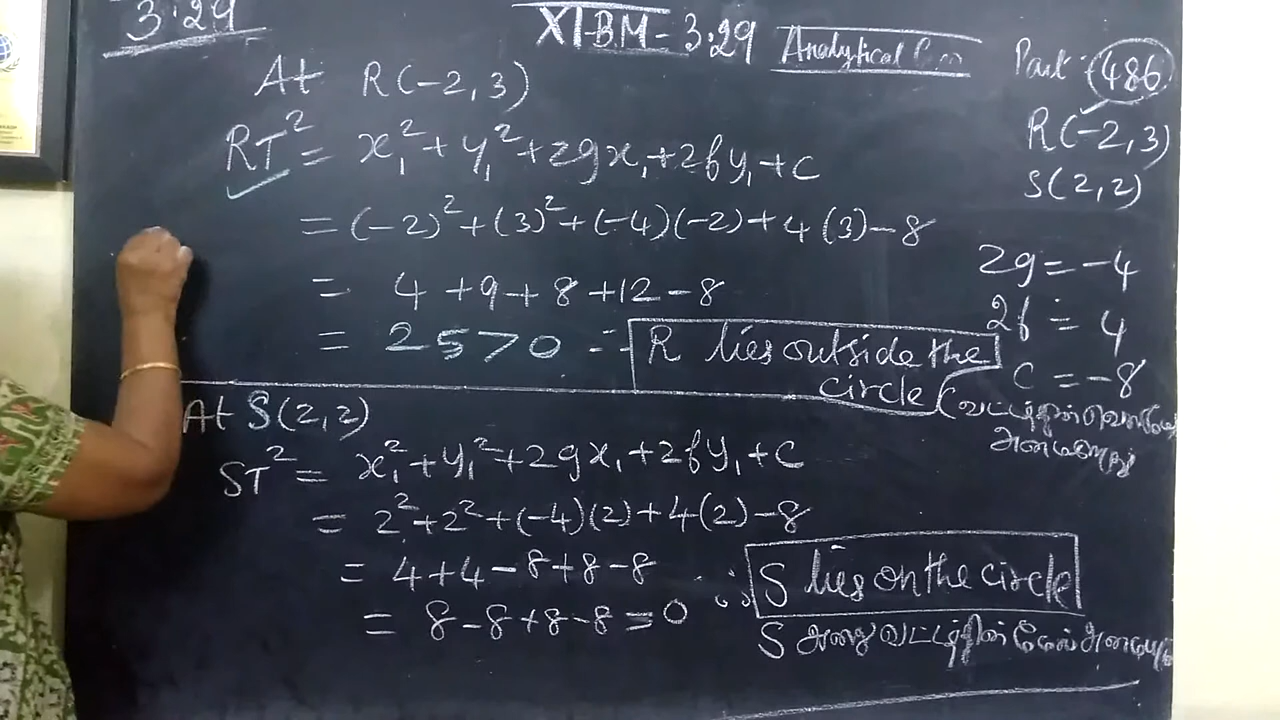 3.29
XI-BM-3.29 Analytical
Part: 486
At R(-2,3)
R(-2,3)
S(2,2)
RT² = x₁²+y₁²+2gx₁+2fy₁+c
= (-2)²+(3)²+(-4)(-2)+4(3)-8
= 4+9+8+12-8
= 25>0 ∴ R lies outside the circle
2g=-4
2f=4
c=-8
At S(2,2)
ST² = x₁²+y₁²+2gx₁+2fy₁+c
= 2²+2²+(-4)(2)+4(2)-8
= 4+4-8+8-8
= 8-8+8-8=0 ∴ S lies on the circle